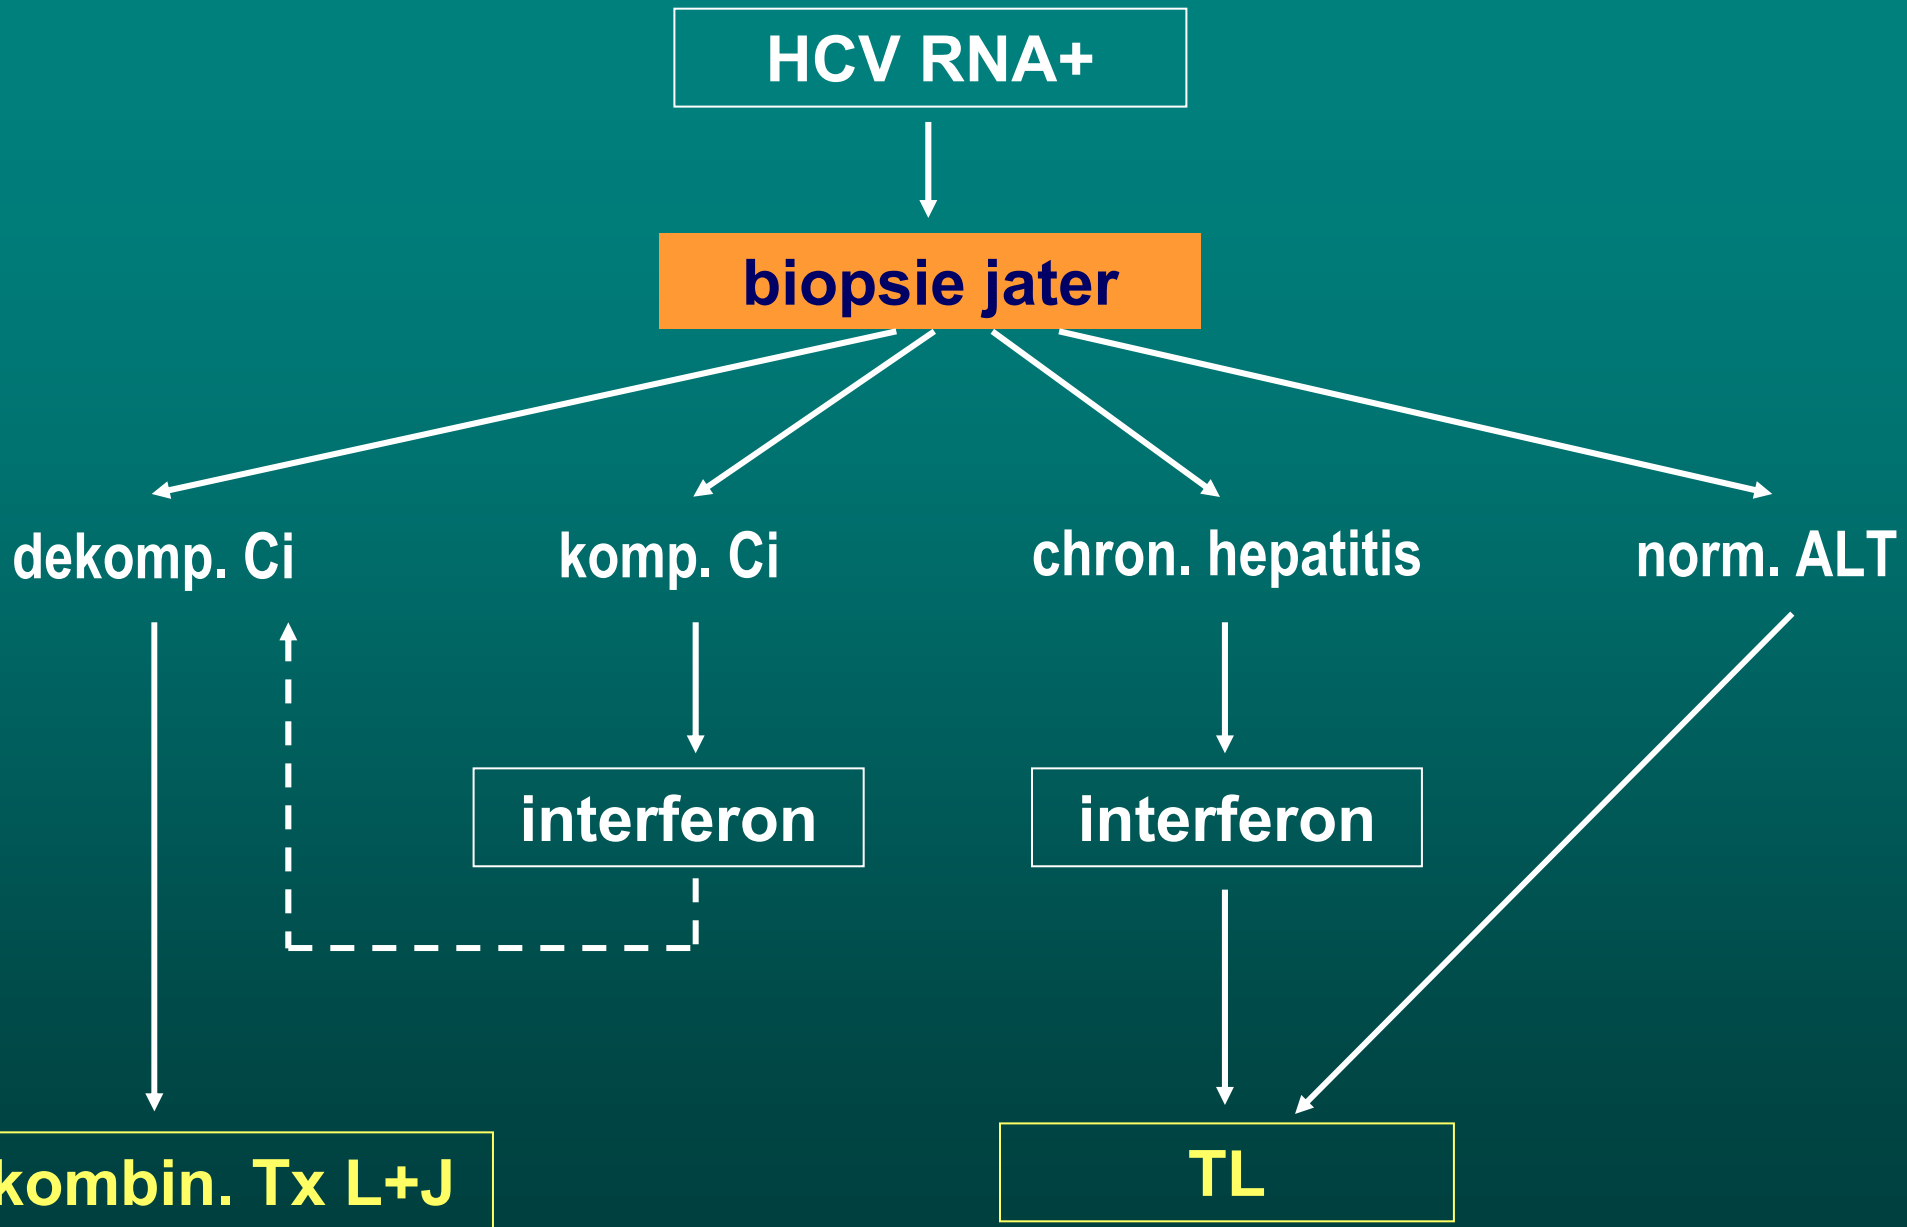 HCV RNA+
biopsie jater
dekomp. Ci
komp. Ci
chron. hepatitis
norm. ALT
interferon
interferon
kombin. Tx L+J
TL